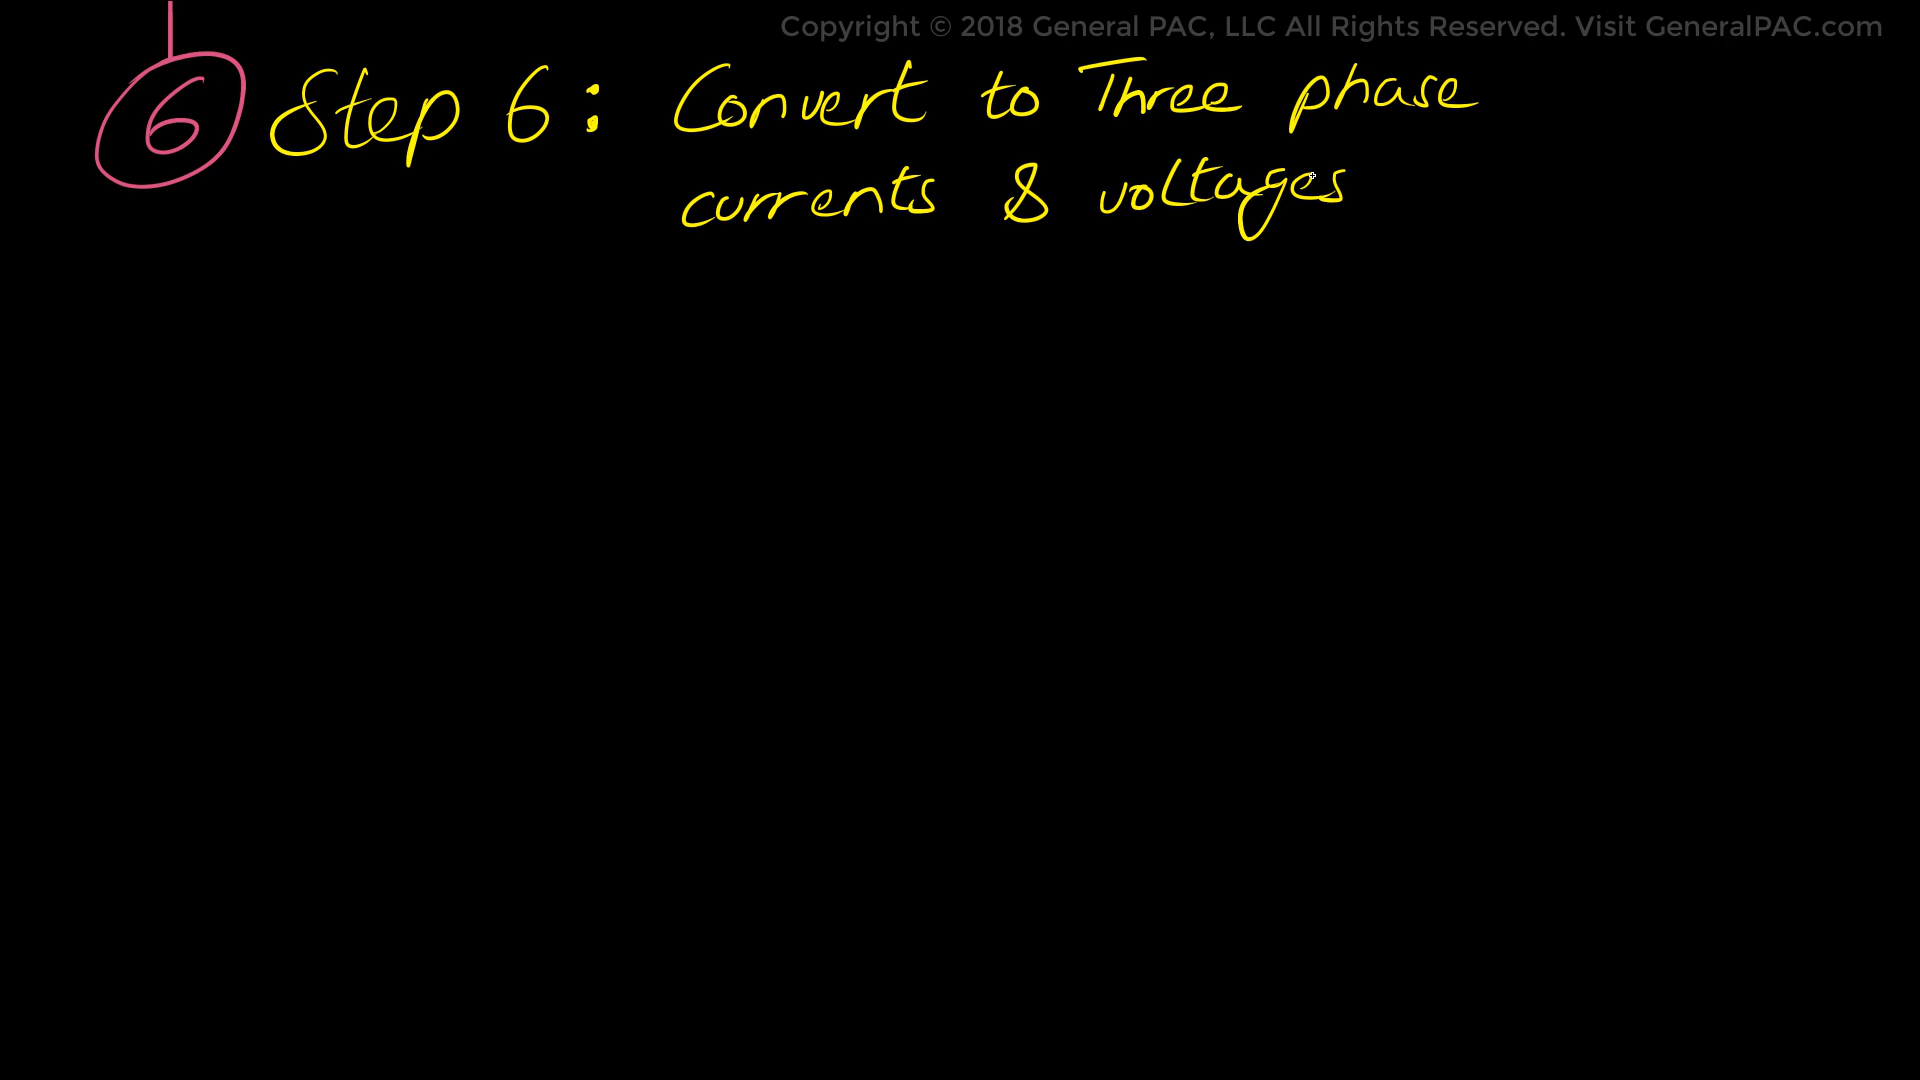 Copyright © 2018 General PAC, LLC All Rights Reserved. Visit GeneralPAC.com
6 Step 6: Convert to Three phase
currents & voltages